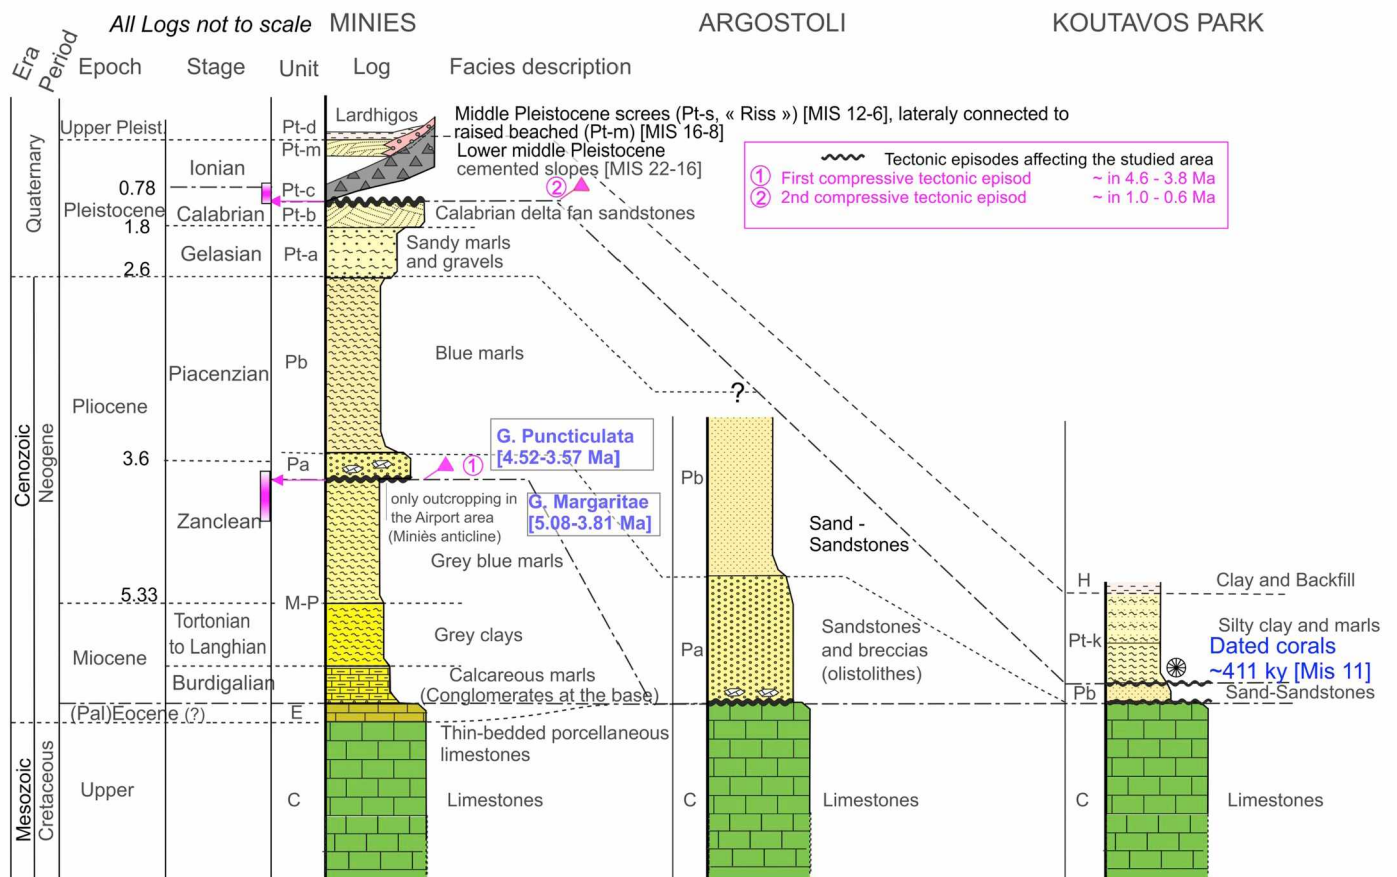 All Logs not to scale
MINIES
ARGOSTOLI
KOUTAVOS PARK
Era
Period
Epoch
Stage
Unit
Log
Facies description
Quaternary
Cenozoic
Neogene
Mesozoic
Cretaceous
Upper Pleist.
0.78
Pleistocene
1.8
2.6
Pliocene
3.6
5.33
Miocene
(Pal)Eocene (?)
Upper
Ionian
Calabrian
Gelasian
Piacenzian
Zanclean
Tortonian
to Langhian
Burdigalian
Pt-d
Pt-m
Pt-c
Pt-b
Pt-a
Pb
Pa
M-P
E
C
Lardhigos
Middle Pleistocene screes (Pt-s, « Riss ») [MIS 12-6], lateraly connected to
raised beached (Pt-m) [MIS 16-8]
Lower middle Pleistocene
cemented slopes [MIS 22-16]
2
Calabrian delta fan sandstones
Sandy marls
and gravels
Blue marls
1
G. Puncticulata
[4.52-3.57 Ma]
G. Margaritae
[5.08-3.81 Ma]
only outcropping in
the Airport area
(Miniès anticline)
Grey blue marls
Grey clays
Calcareous marls
(Conglomerates at the base)
Thin-bedded porcellaneous
limestones
Limestones
Tectonic episodes affecting the studied area
1 First compressive tectonic episod ~ in 4.6 - 3.8 Ma
2 2nd compressive tectonic episod ~ in 1.0 - 0.6 Ma
?
Pb
Pa
C
Sand -
Sandstones
Sandstones
and breccias
(olistolithes)
Limestones
H
Pt-k
Pb
C
Clay and Backfill
Silty clay and marls
Dated corals
~411 ky [Mis 11]
Sand-Sandstones
Limestones